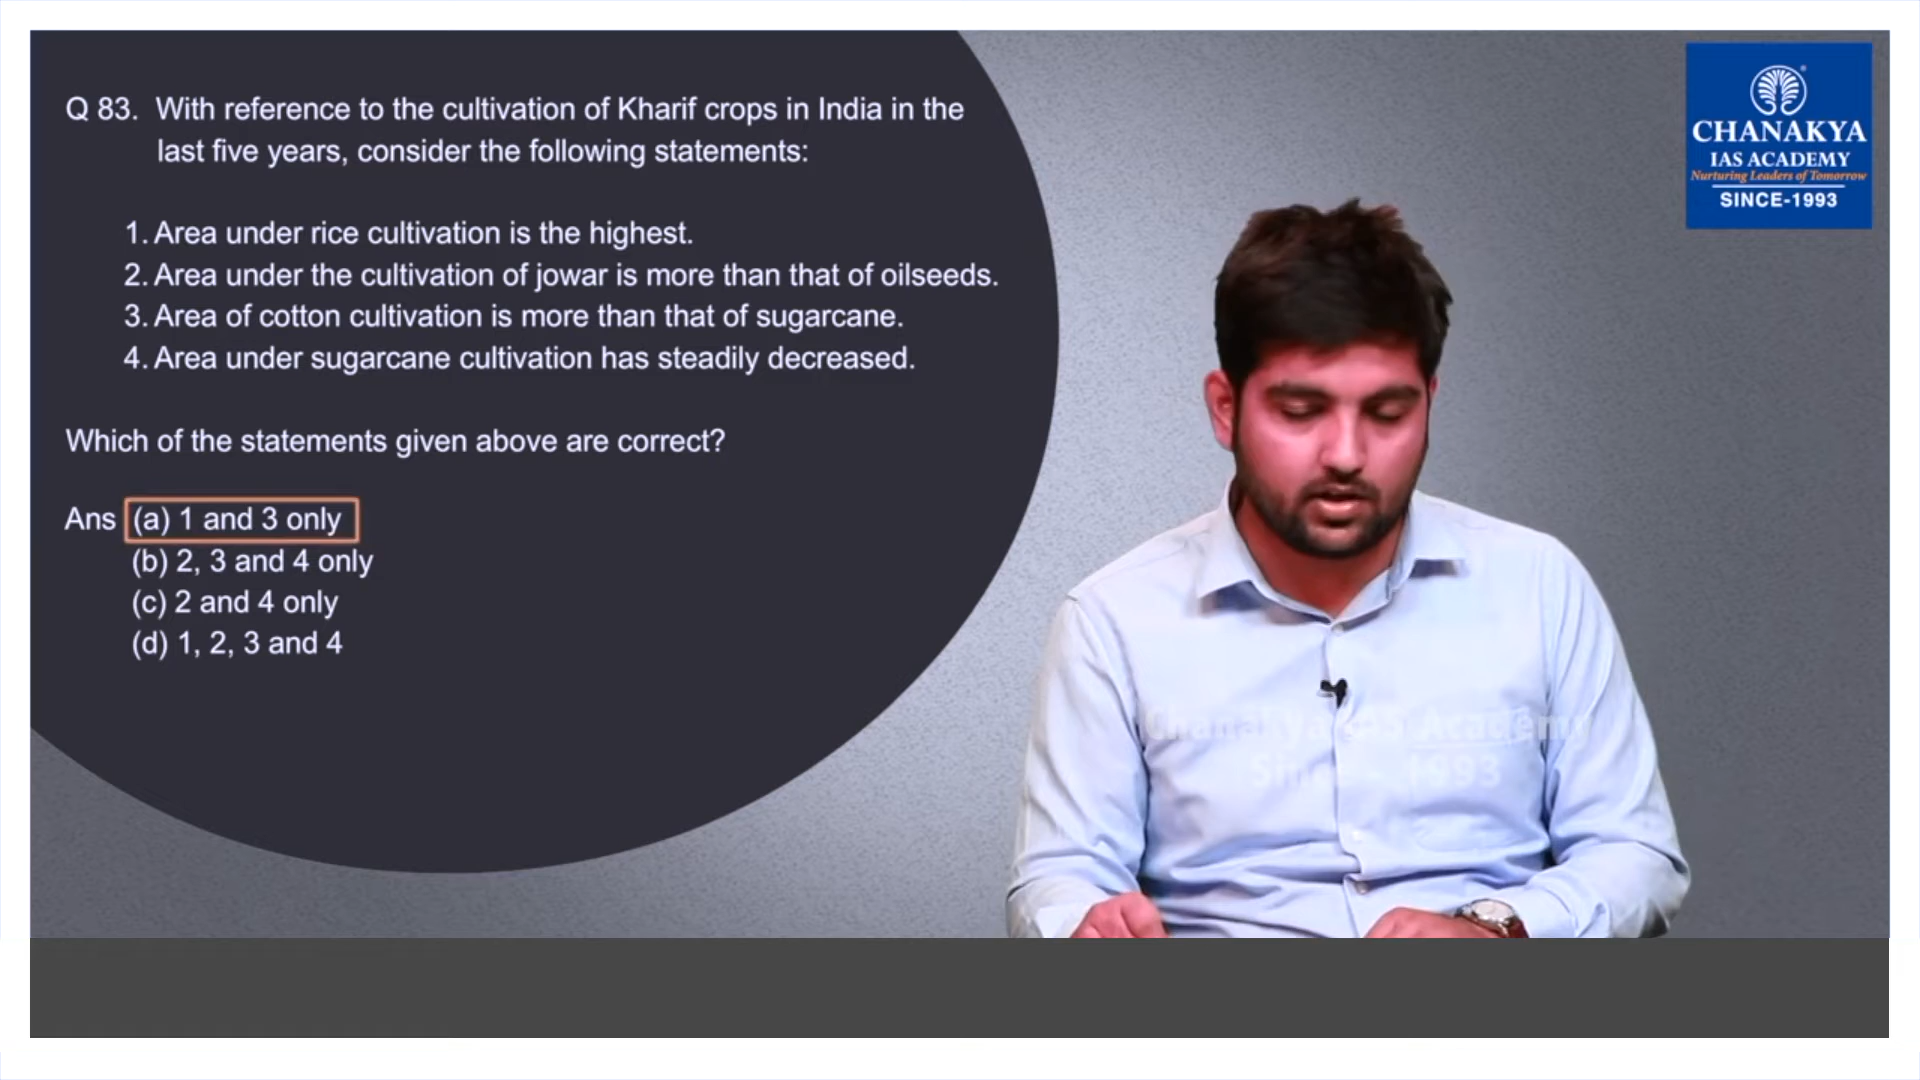 Q 83. With reference to the cultivation of Kharif crops in India in the
last five years, consider the following statements:
1. Area under rice cultivation is the highest.
2. Area under the cultivation of jowar is more than that of oilseeds.
3. Area of cotton cultivation is more than that of sugarcane.
4. Area under sugarcane cultivation has steadily decreased.
Which of the statements given above are correct?
Ans (a) 1 and 3 only
(b) 2, 3 and 4 only
(c) 2 and 4 only
(d) 1, 2, 3 and 4
CHANAKYA
IAS ACADEMY
Nurturing Leaders of Tomorrow
SINCE-1993
Chanakya IAS Academy
Since - 1993